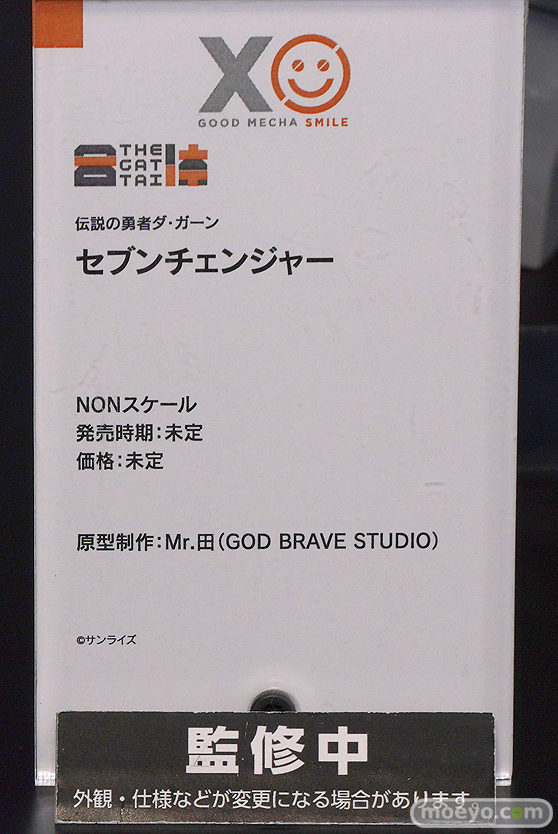 XO
GOOD MECHA SMILE
合体
THE
GAT
TAI
伝説の勇者ダ・ガーン
セブンチェンジャー
NONスケール
発売時期：未定
価格：未定
原型制作：Mr.田（GOD BRAVE STUDIO）
©サンライズ
監修中
外観・仕様などが変更になる場合があります。
moeyo.com